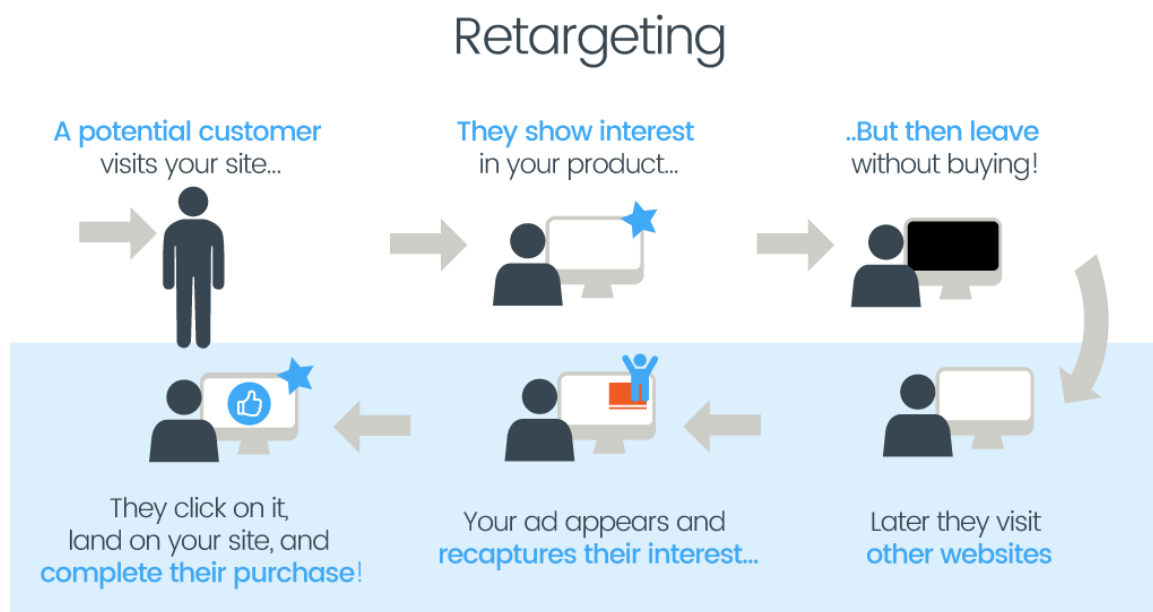 Retargeting
A potential customer
visits your site...
They show interest
in your product...
..But then leave
without buying!
Later they visit
other websites
Your ad appears and
recaptures their interest...
They click on it,
land on your site, and
complete their purchase!